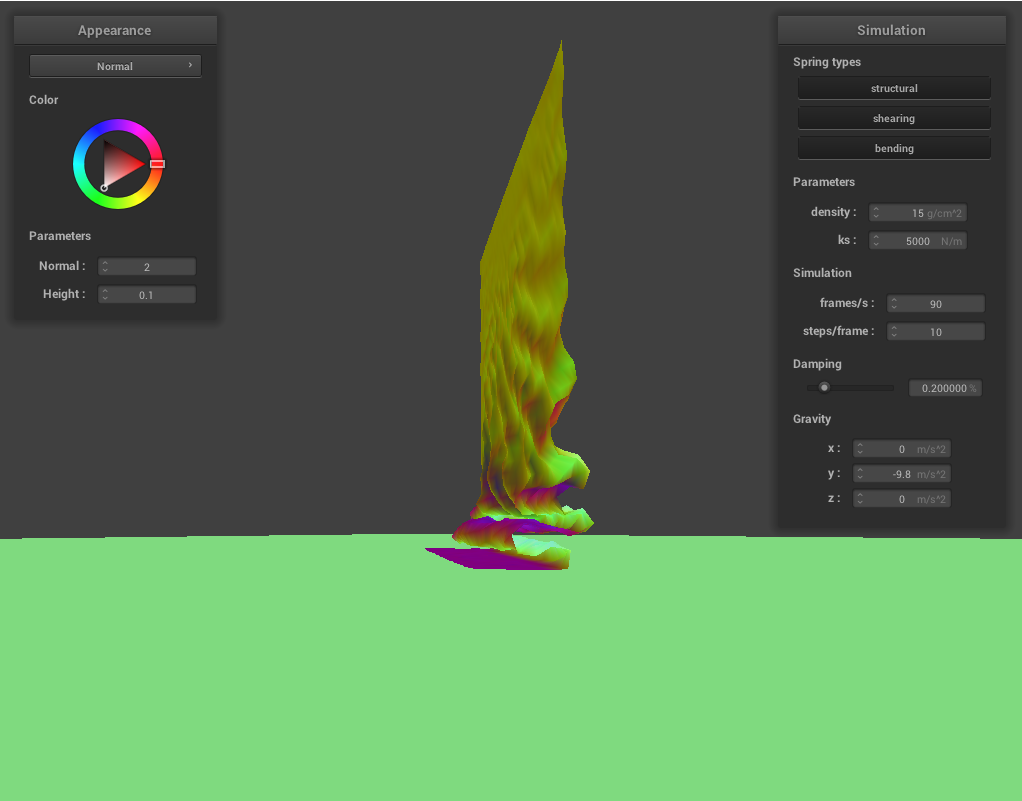 Appearance
Normal
Color
Parameters
Normal : 2
Height : 0.1
Simulation
Spring types
structural
shearing
bending
Parameters
density : 15 g/cm^2
ks : 5000 N/m
Simulation
frames/s : 90
steps/frame : 10
Damping
0.200000 %
Gravity
x : 0 m/s^2
y : -9.8 m/s^2
z : 0 m/s^2